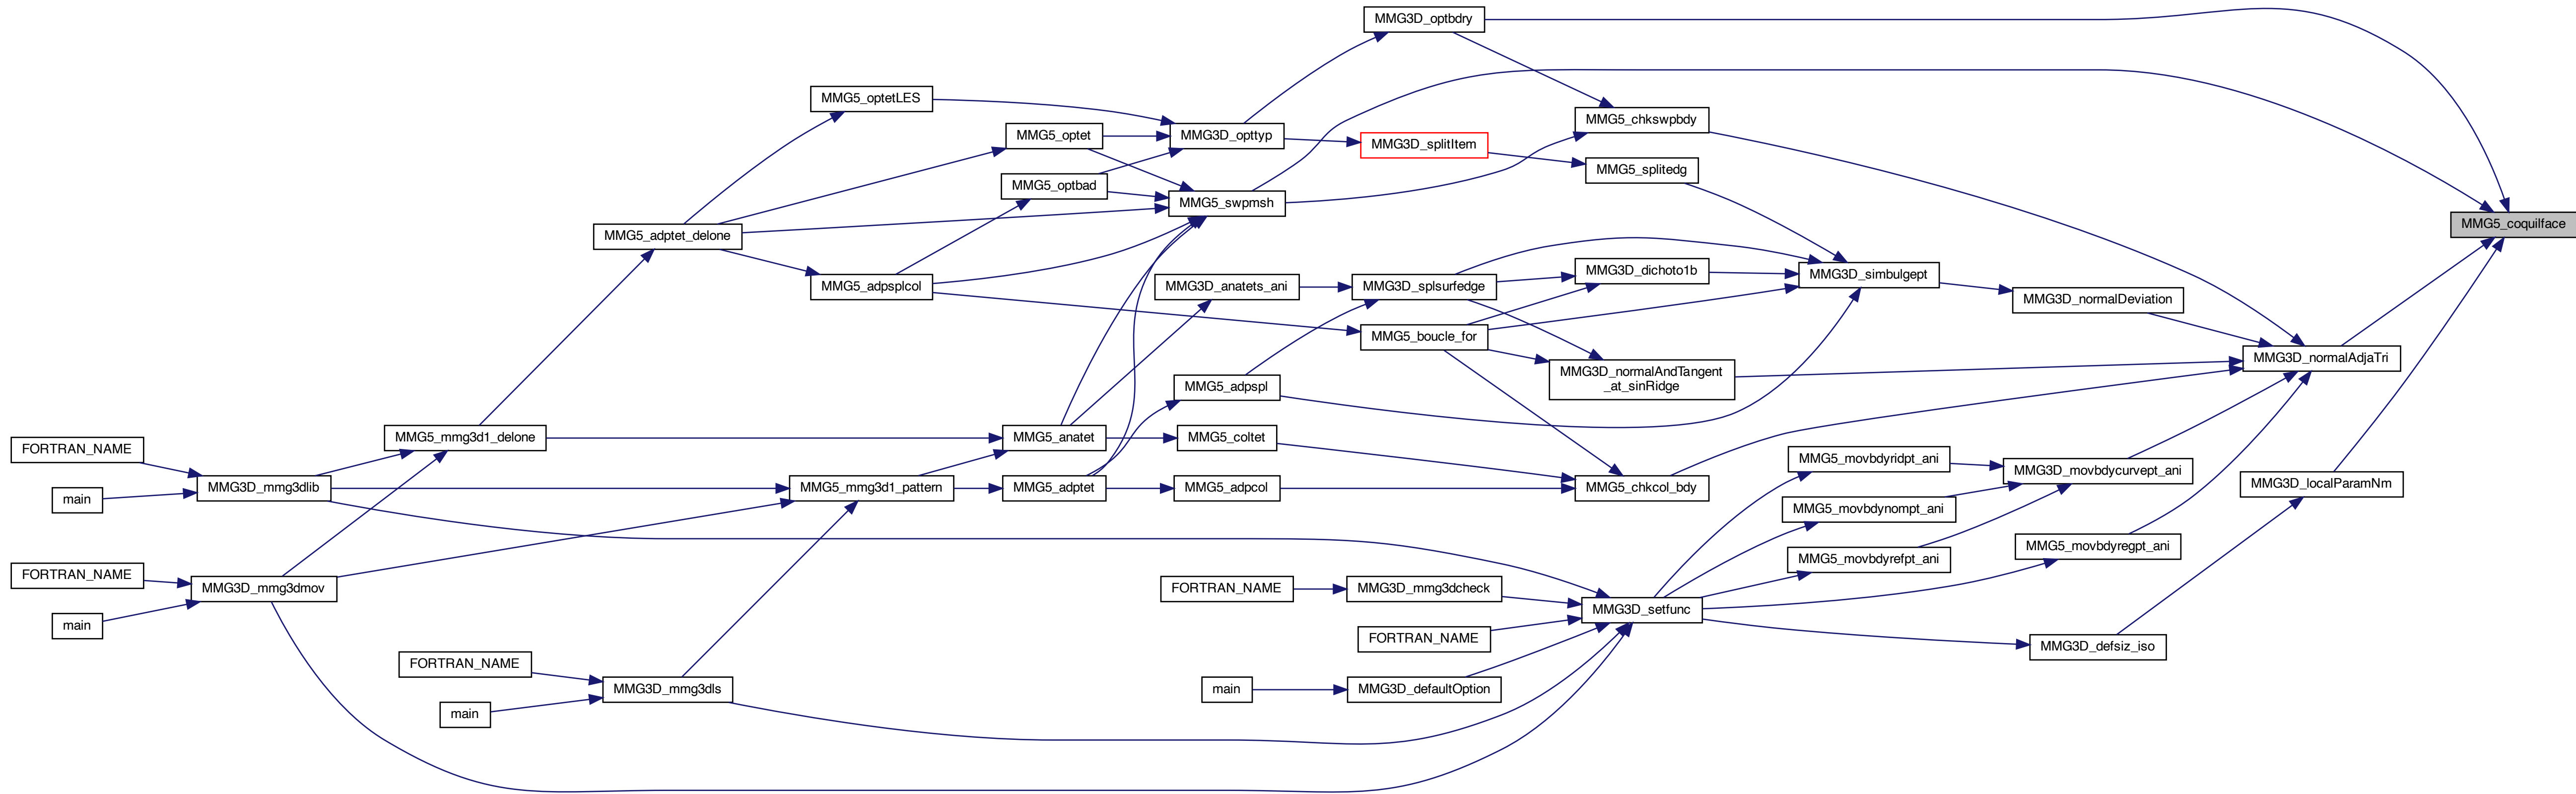 MMG3D_optbdry
MMG5_optetLES
MMG5_chkswpbdy
MMG5_optet
MMG3D_opttyp
MMG3D_splitItem
MMG5_splitedg
MMG5_optbad
MMG5_swpmsh
MMG5_coquilface
MMG5_adptet_delone
MMG3D_dichoto1b
MMG3D_simbulgept
MMG5_adpsplcol
MMG3D_anatets_ani
MMG3D_splsurfedge
MMG3D_normalDeviation
MMG5_boucle_for
MMG3D_normalAdjaTri
MMG3D_normalAndTangent
_at_sinRidge
MMG5_adpspl
MMG5_mmg3d1_delone
MMG5_anatet
MMG5_coltet
FORTRAN_NAME
MMG5_movbdyridpt_ani
MMG3D_movbdycurvept_ani
MMG3D_mmg3dlib
MMG5_mmg3d1_pattern
MMG5_adptet
MMG5_adpcol
MMG5_chkcol_bdy
MMG3D_localParamNm
main
MMG5_movbdynompt_ani
MMG5_movbdyregpt_ani
MMG5_movbdyrefpt_ani
FORTRAN_NAME
MMG3D_mmg3dmov
FORTRAN_NAME
MMG3D_mmg3dcheck
MMG3D_setfunc
main
FORTRAN_NAME
MMG3D_defsiz_iso
FORTRAN_NAME
MMG3D_mmg3dls
main
MMG3D_defaultOption
main